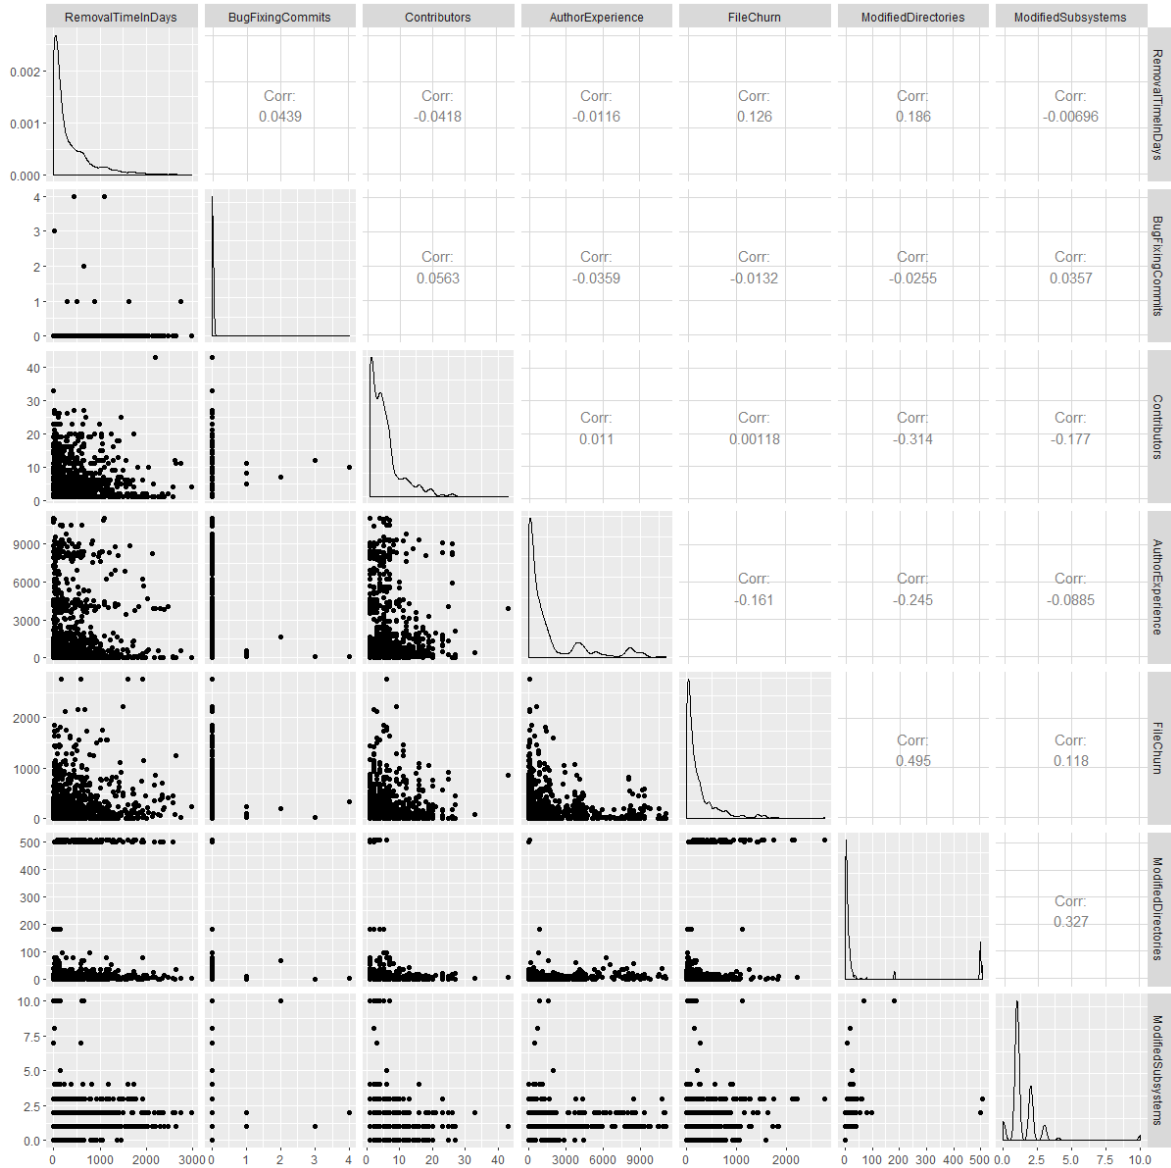 RemovalTimeInDays BugFixingCommits Contributors AuthorExperience FileChurn ModifiedDirectories ModifiedSubsystems
0.002
0.001
0.000
Corr:
0.0439
Corr:
-0.0418
Corr:
-0.0116
Corr:
0.126
Corr:
0.186
Corr:
-0.00696
RemovalTimeInDays
4
3
2
1
0
Corr:
0.0563
Corr:
-0.0359
Corr:
-0.0132
Corr:
-0.0255
Corr:
0.0357
BugFixingCommits
40
30
20
10
0
Corr:
0.011
Corr:
0.00118
Corr:
-0.314
Corr:
-0.177
Contributors
9000
6000
3000
0
Corr:
-0.161
Corr:
-0.245
Corr:
-0.0885
AuthorExperience
2000
1000
0
Corr:
0.495
Corr:
0.118
FileChurn
500
400
300
200
100
0
Corr:
0.327
ModifiedDirectories
10.0
7.5
5.0
2.5
0.0
ModifiedSubsystems
0 1000 2000 3000 0 1 2 3 4 0 10 20 30 40 0 3000 6000 9000 0 1000 2000 0 100 200 300 400 500 0.0 2.5 5.0 7.5 10.0